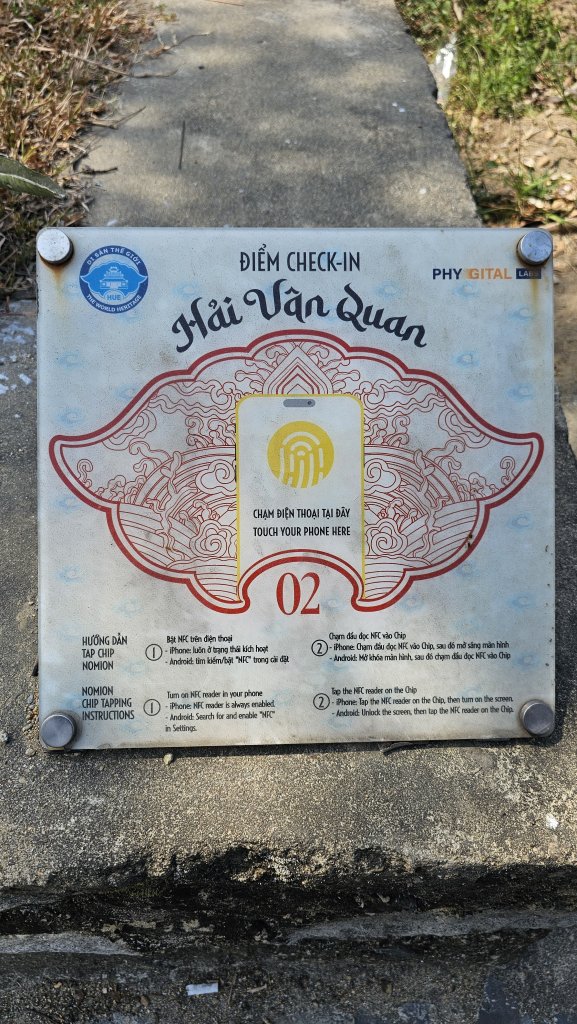 DI SẢN THẾ GIỚI
HUẾ
THE WORLD HERITAGE
ĐIỂM CHECK-IN
PHYGITAL LABS
Hải Vân Quan
CHẠM ĐIỆN THOẠI TẠI ĐÂY
TOUCH YOUR PHONE HERE
02
HƯỚNG DẪN
TAP CHIP
NOMION
1
Bật NFC trên điện thoại
- iPhone: luôn ở trạng thái kích hoạt
- Android: tìm kiếm/bật "NFC" trong cài đặt
2
Chạm đầu đọc NFC vào Chip
- iPhone: Chạm đầu đọc NFC vào Chip, sau đó mở sáng màn hình
- Android: Mở khóa màn hình, sau đó chạm đầu đọc NFC vào Chip
NOMION
CHIP TAPPING
INSTRUCTIONS
1
Turn on NFC reader in your phone
- iPhone: NFC reader is always enabled.
- Android: Search for and enable "NFC"
in Settings.
2
Tap the NFC reader on the Chip
- iPhone: Tap the NFC reader on the Chip, then turn on the screen.
- Android: Unlock the screen, then tap the NFC reader on the Chip.